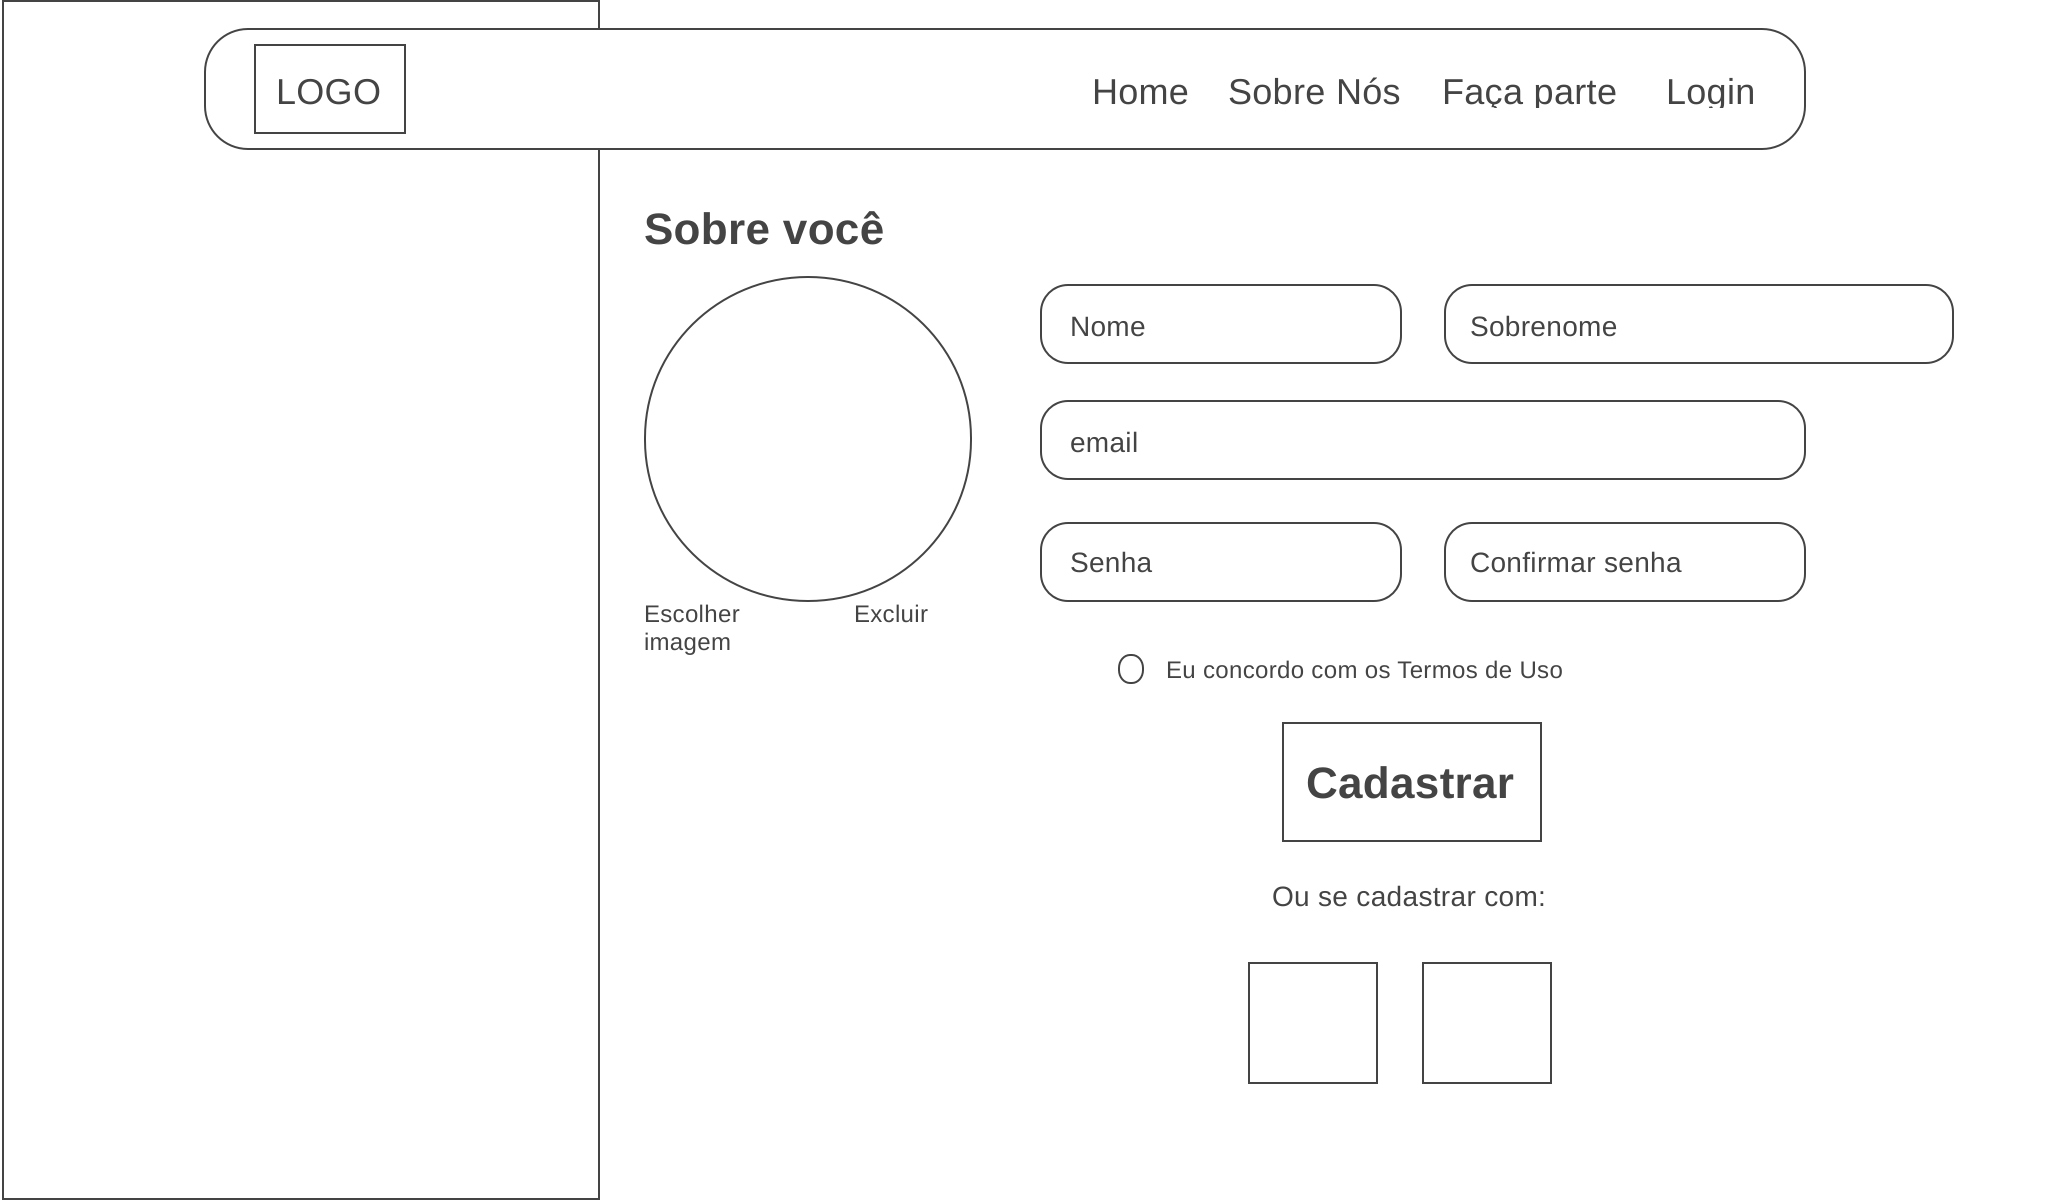 LOGO
Home Sobre Nós Faça parte Login
Sobre você
Nome Sobrenome
email
Senha Confirmar senha
Escolher
imagem
Excluir
Eu concordo com os Termos de Uso
Cadastrar
Ou se cadastrar com: